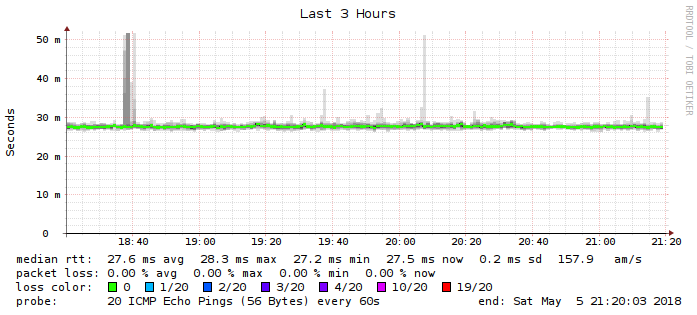 Last 3 Hours
RRDTOOL / TOBI OETIKER
Seconds
50 m
40 m
30 m
20 m
10 m
0
18:40 19:00 19:20 19:40 20:00 20:20 20:40 21:00 21:20
median rtt: 27.6 ms avg 28.3 ms max 27.2 ms min 27.5 ms now 0.2 ms sd 157.9 am/s
packet loss: 0.00 % avg 0.00 % max 0.00 % min 0.00 % now
loss color: 0 1/20 2/20 3/20 4/20 10/20 19/20
probe: 20 ICMP Echo Pings (56 Bytes) every 60s end: Sat May 5 21:20:03 2018